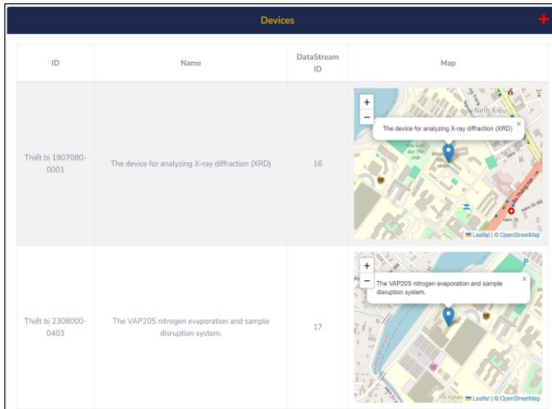 Devices
+
ID
Name
DataStream
ID
Map
Thiết bị 1907080-
0001
The device for analyzing X-ray diffraction (XRD)
16
+
−
The device for analyzing X-ray diffraction (XRD)
×
Ninh Kiều
Leaflet | © OpenStreetMap
Thiết bị 2308000-
0403
The VAP20S nitrogen evaporation and sample
disruption system.
17
+
−
The VAP20S nitrogen evaporation and sample
disruption system.
×
P
Leaflet | © OpenStreetMap